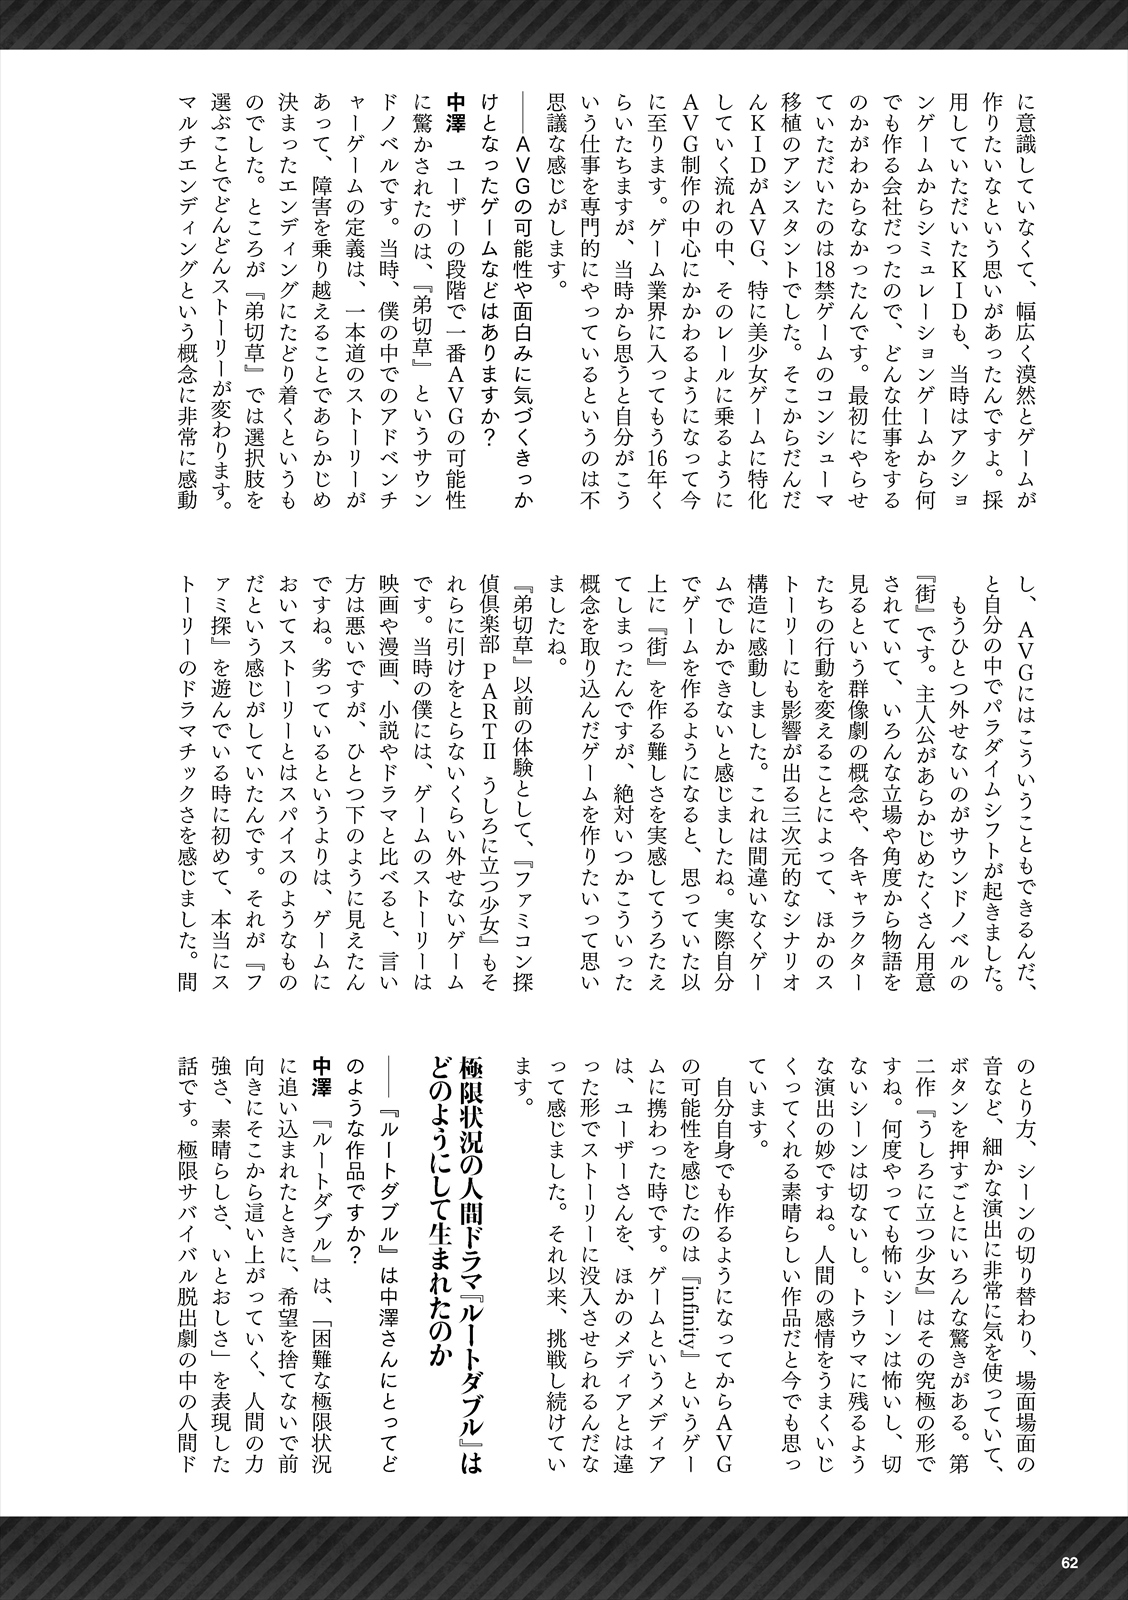 に意識していなくて、幅広く漠然とゲームが
作りたいなという思いがあったんですよ。採
用していただいたKIDも、当時はアクショ
ンゲームからシミュレーションゲームから何
でも作る会社だったので、どんな仕事をする
のかがわからなかったんです。最初にやらせ
ていただいたのは18禁ゲームのコンシューマ
移植のアシスタントでした。そこからだんだ
んKIDがAVG、特に美少女ゲームに特化
していく流れの中、そのレールに乗るように
AVG制作の中心にかかわるようになって今
に至ります。ゲーム業界に入ってもう16年く
らいたちますが、当時から思うと自分がこう
いう仕事を専門的にやっているというのは不
思議な感じがします。
――AVGの可能性や面白みに気づくきっか
けとなったゲームなどはありますか？
中澤　ユーザーの段階で一番AVGの可能性
に驚かされたのは、『弟切草』というサウン
ドノベルです。当時、僕の中でのアドベンチ
ャーゲームの定義は、一本道のストーリーが
あって、障害を乗り越えることであらかじめ
決まったエンディングにたどり着くというも
のでした。ところが『弟切草』では選択肢を
選ぶことでどんどんストーリーが変わります。
マルチエンディングという概念に非常に感動
し、AVGにはこういうこともできるんだ、
と自分の中でパラダイムシフトが起きました。
　もうひとつ外せないのがサウンドノベルの
『街』です。主人公があらかじめたくさん用意
されていて、いろんな立場や角度から物語を
見るという群像劇の概念や、各キャラクター
たちの行動を変えることによって、ほかのス
トーリーにも影響が出る三次元的なシナリオ
構造に感動しました。これは間違いなくゲー
ムでしかできないと感じましたね。実際自分
でゲームを作るようになると、思っていた以
上に『街』を作る難しさを実感してうろたえ
てしまったんですが、絶対いつかこういった
概念を取り込んだゲームを作りたいって思い
ましたね。
『弟切草』以前の体験として、『ファミコン探
偵倶楽部 PARTⅡ うしろに立つ少女』もそ
れらに引けをとらないくらい外せないゲーム
です。当時の僕には、ゲームのストーリーは
映画や漫画、小説やドラマと比べると、言い
方は悪いですが、ひとつ下のように見えたん
ですね。劣っているというよりは、ゲームに
おいてストーリーとはスパイスのようなもの
だという感じがしていたんです。それが『フ
ァミ探』を遊んでいる時に初めて、本当にス
トーリーのドラマチックさを感じました。間
のとり方、シーンの切り替わり、場面場面の
音など、細かな演出に非常に気を使っていて、
ボタンを押すごとにいろんな驚きがある。第
二作『うしろに立つ少女』はその究極の形で
すね。何度やっても怖いシーンは怖いし、切
ないシーンは切ないし。トラウマに残るよう
な演出の妙ですね。人間の感情をうまくいじ
くってくれる素晴らしい作品だと今でも思っ
ています。
　自分自身でも作るようになってからAVG
の可能性を感じたのは『infinity』というゲー
ムに携わった時です。ゲームというメディア
は、ユーザーさんを、ほかのメディアとは違
った形でストーリーに没入させられるんだな
って感じました。それ以来、挑戦し続けてい
ます。
極限状況の人間ドラマ『ルートダブル』は
どのようにして生まれたのか
――『ルートダブル』は中澤さんにとってど
のような作品ですか？
中澤　『ルートダブル』は、「困難な極限状況
に追い込まれたときに、希望を捨てないで前
向きにそこから這い上がっていく、人間の力
強さ、素晴らしさ、いとおしさ」を表現した
話です。極限サバイバル脱出劇の中の人間ド
62